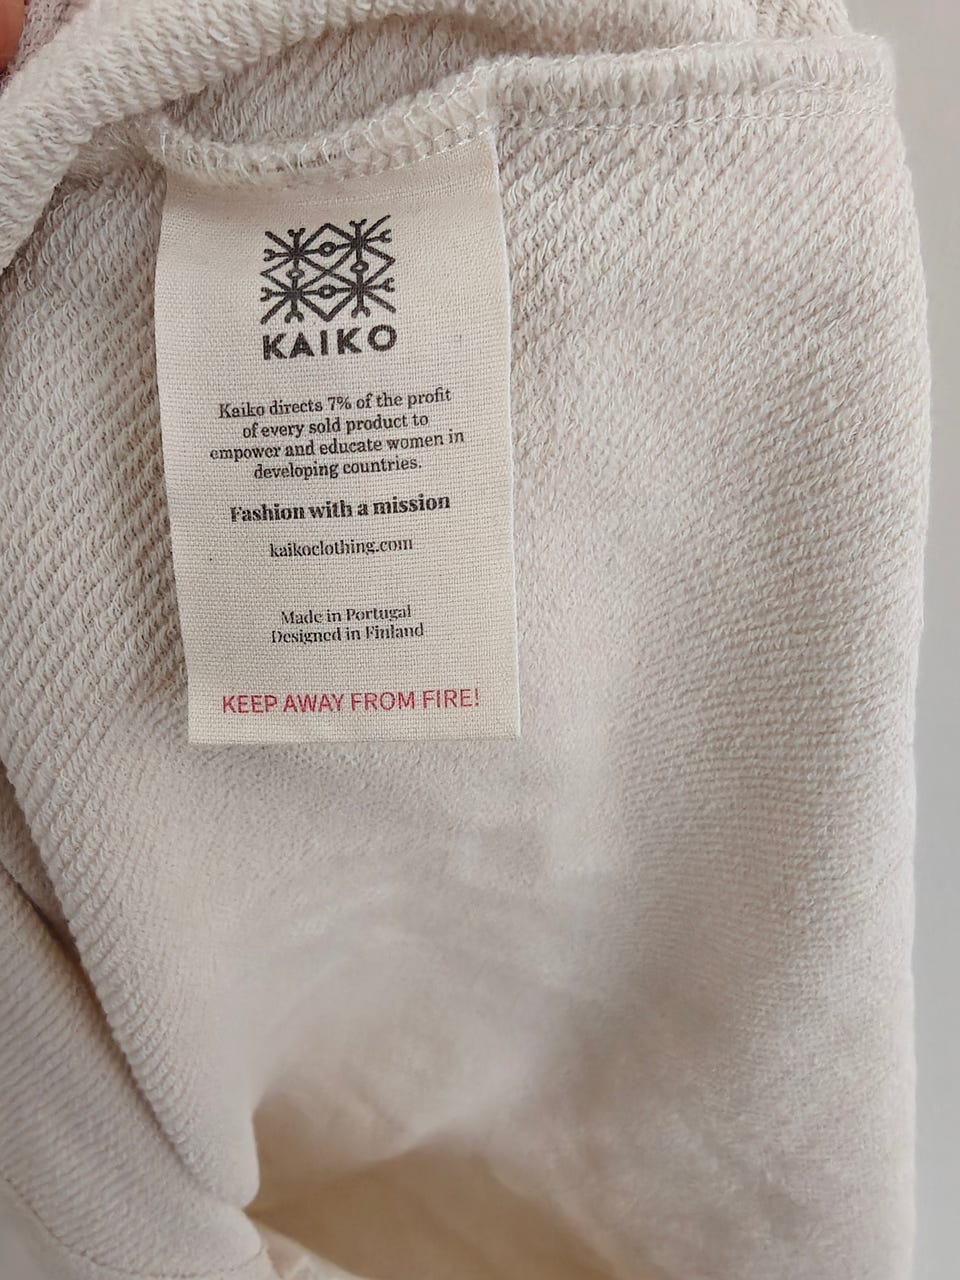 KAIKO
Kaiko directs 7% of the profit
of every sold product to
empower and educate women in
developing countries.
Fashion with a mission
kaikoclothing.com
Made in Portugal
Designed in Finland
KEEP AWAY FROM FIRE!